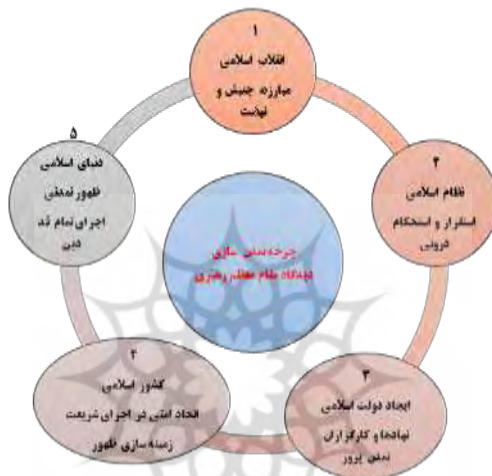 ۱
انقلاب اسلامی
مبارزه، جنبش و
نهضت
۲
نظام اسلامی
استقرار و استحکام
درونی
۳
ایجاد دولت اسلامی
نهادها و کارگزاران
تمدن پرور
۴
کشور اسلامی
اتحاد امتی در اجرای شریعت
زمینه سازی ظهور
۵
دنیای اسلامی
ظهور تمدنی
اجرای تمام قد
دین
چرخه تمدن سازی
دیدگاه مقام معظم رهبری